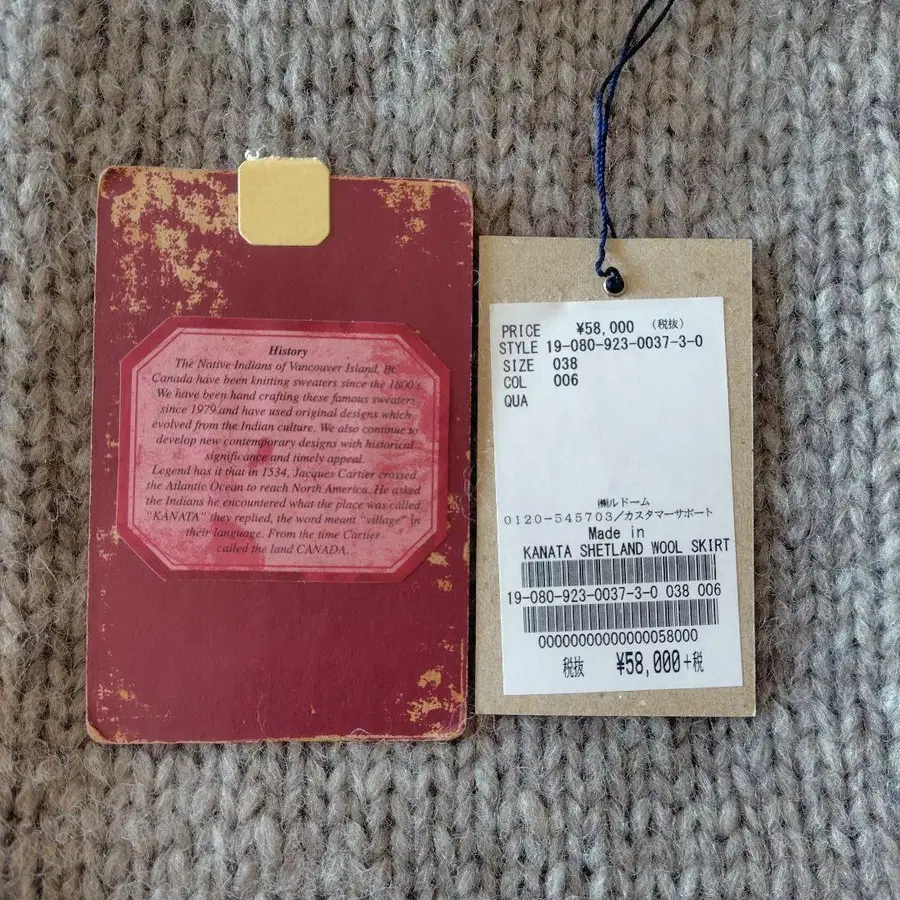 History
The Native Indians of Vancouver Island, BC
Canada have been knitting sweaters since the 1800's.
We have been hand crafting these famous sweaters
since 1979 and have used original designs which
evolved from the Indian culture. We also continue to
develop new contemporary designs with historical
significance and timely appeal.
Legend has it that in 1534, Jacques Cartier crossed
the Atlantic Ocean to reach North America. He asked
the Indians he encountered what the place was called
"KANATA" they replied, the word meant "village" in
their language. From the time Cartier
called the land CANADA.
PRICE ¥58,000 (税抜)
STYLE 19-080-923-0037-3-0
SIZE 038
COL 006
QUA
㈱ルドーム
0120-545703/カスタマーサポート
Made in
KANATA SHETLAND WOOL SKIRT
19-080-923-0037-3-0 038 006
00000000000000058000
税抜 ¥58,000+税